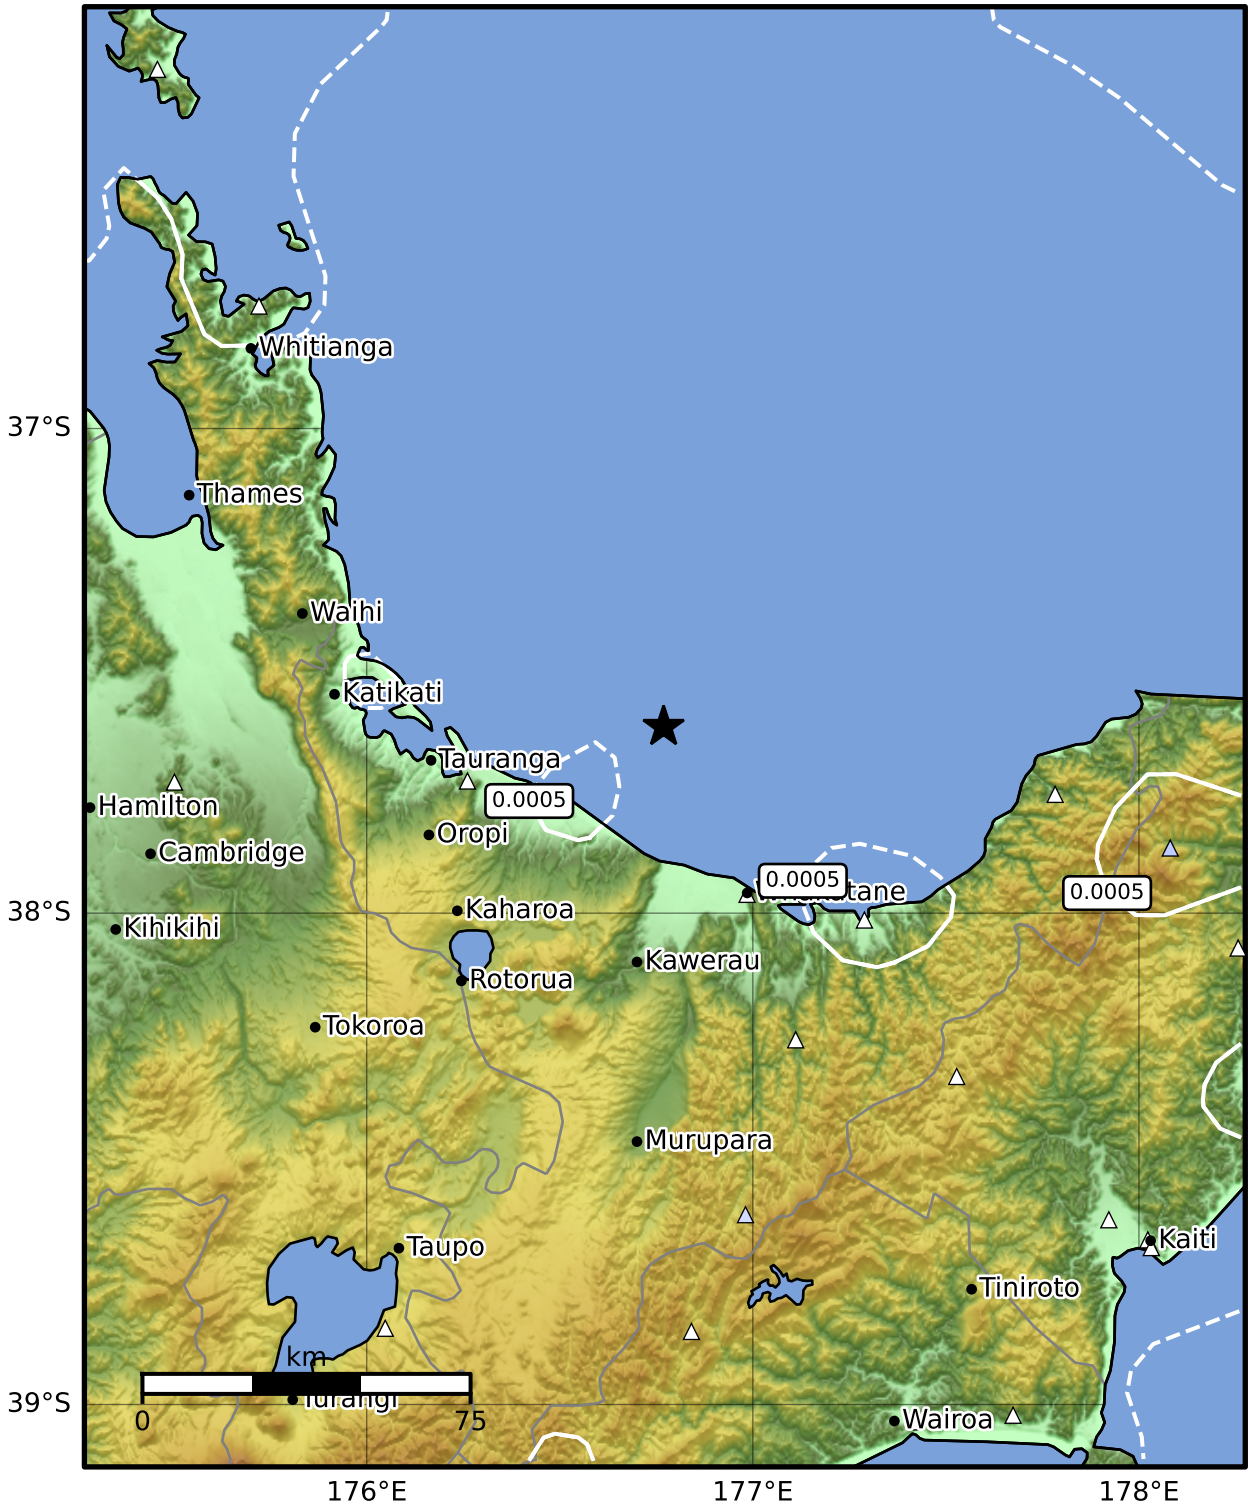 Whitianga
37°S
Thames
Waihi
Katikati
Tauranga
0.0005
Hamilton
Oropi
Cambridge
0.0005
0.0005
38°S
Kaharoa
Kihikihi
Kawerau
Rotorua
Tokoroa
Murupara
Kaiti
Taupo
Tiniroto
km
39°S
Turangi
0
75
Wairoa
176°E
177°E
178°E